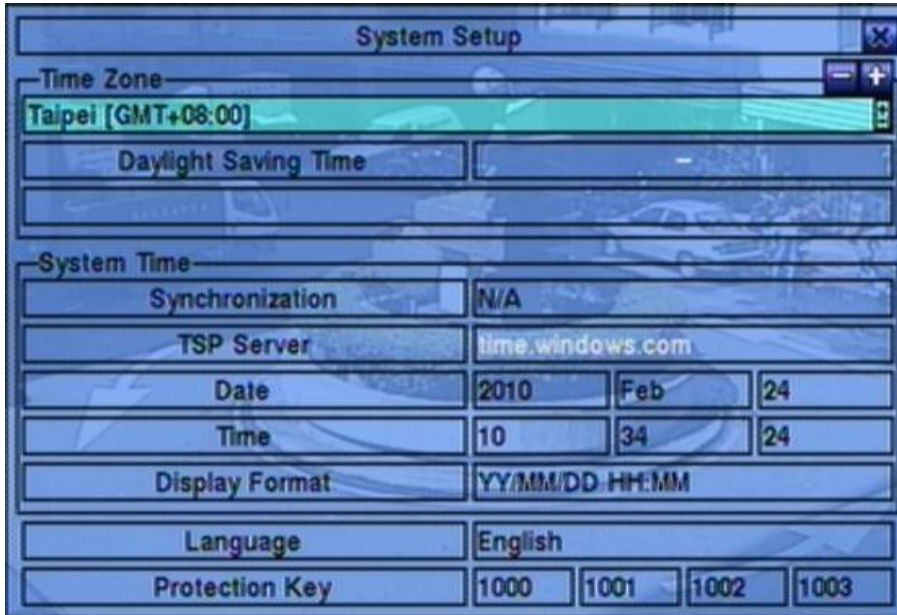 System Setup
Time Zone
Taipei [GMT+08:00]
Daylight Saving Time -
System Time
Synchronization N/A
TSP Server time.windows.com
Date 2010 Feb 24
Time 10 34 24
Display Format YY/MM/DD HH:MM
Language English
Protection Key 1000 1001 1002 1003